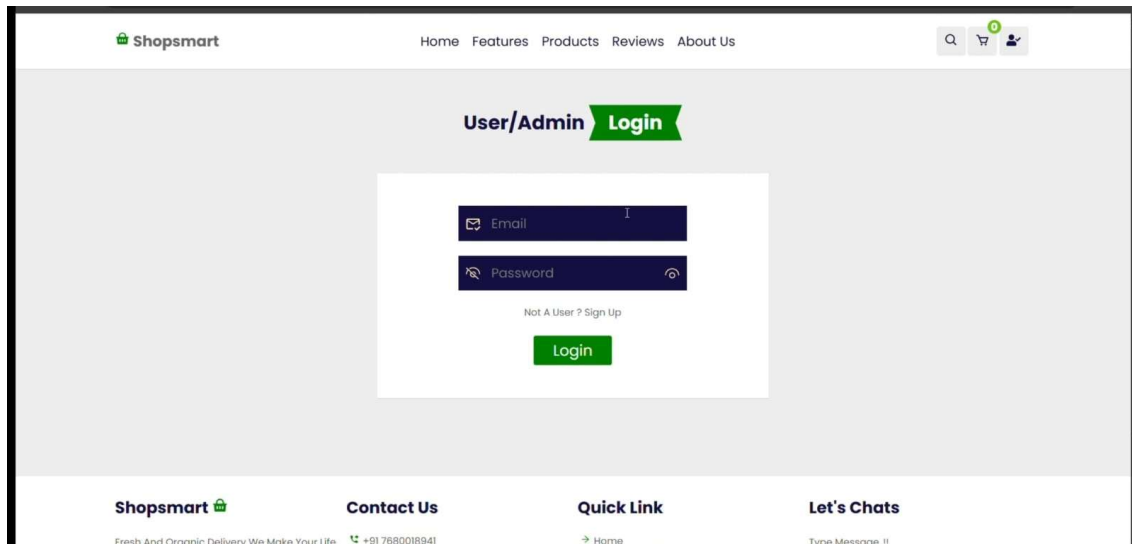 Shopsmart
Home Features Products Reviews About Us
0
User/Admin Login
Email
Password
Not A User ? Sign Up
Login
Shopsmart
Contact Us
Quick Link
Let's Chats
Fresh And Organic Delivery We Make Your Life
+91 7680018941
Home
Type Message !!